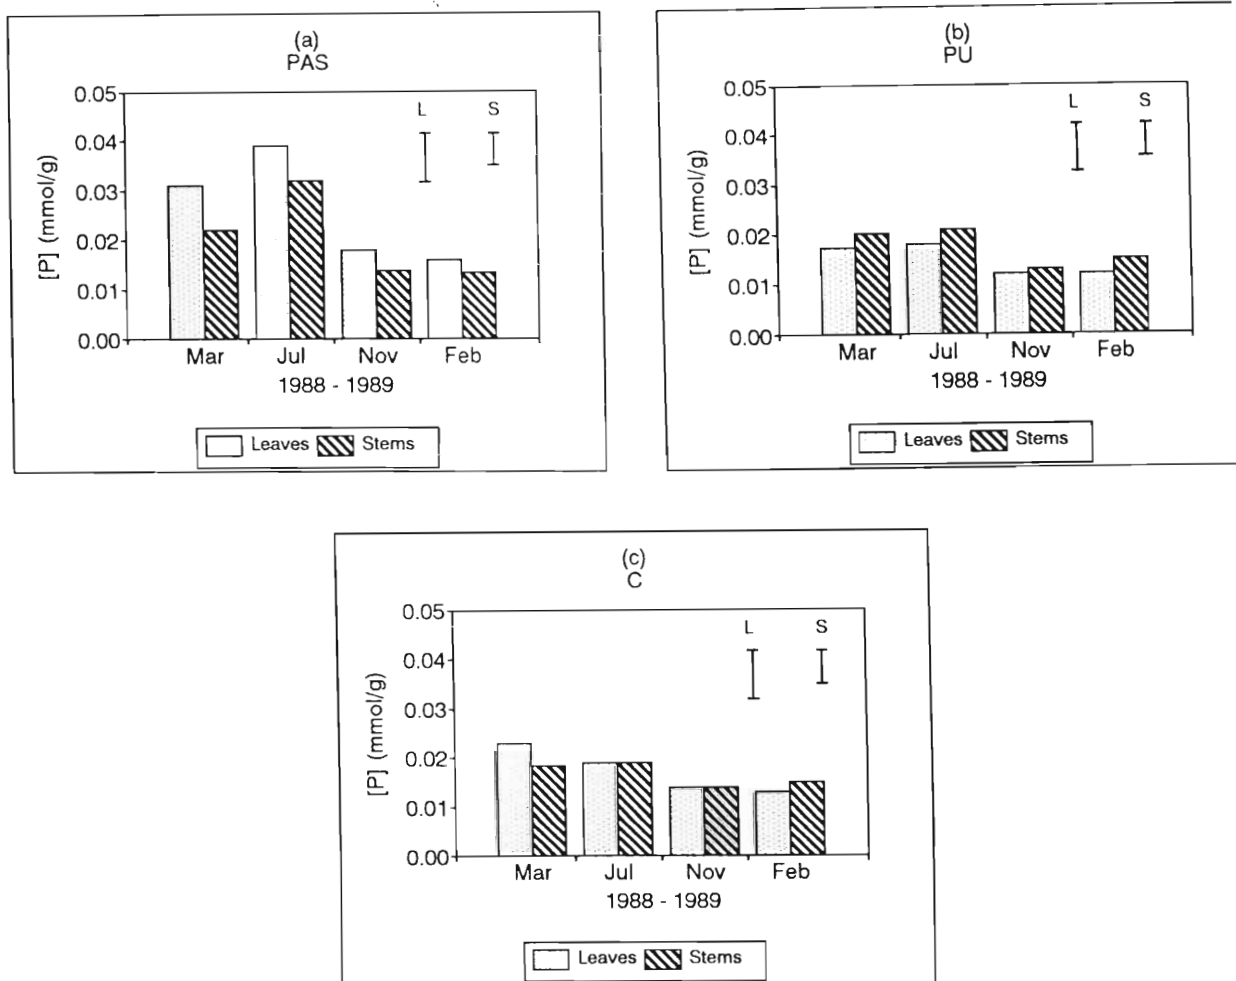 (a)
PAS
L S
0.05
0.04
0.03
0.02
0.01
0.00
[P] (mmol/g)
Mar Jul Nov Feb
1988 - 1989
Leaves Stems
(b)
PU
L S
0.05
0.04
0.03
0.02
0.01
0.00
[P] (mmol/g)
Mar Jul Nov Feb
1988 - 1989
Leaves Stems
(c)
C
L S
0.05
0.04
0.03
0.02
0.01
0.00
[P] (mmol/g)
Mar Jul Nov Feb
1988 - 1989
Leaves Stems